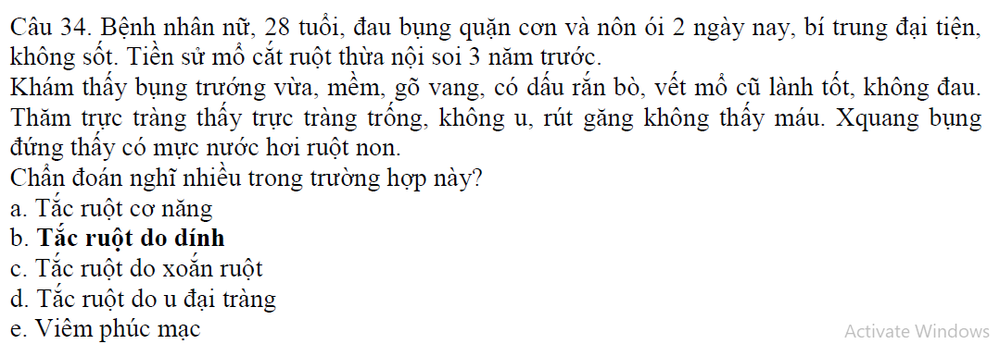 Câu 34. Bệnh nhân nữ, 28 tuổi, đau bụng quặn cơn và nôn ói 2 ngày nay, bí trung đại tiện,
không sốt. Tiền sử mổ cắt ruột thừa nội soi 3 năm trước.
Khám thấy bụng trướng vừa, mềm, gõ vang, có dấu rắn bò, vết mổ cũ lành tốt, không đau.
Thăm trực tràng thấy trực tràng trống, không u, rút găng không thấy máu. Xquang bụng
đứng thấy có mực nước hơi ruột non.
Chẩn đoán nghĩ nhiều trong trường hợp này?
a. Tắc ruột cơ năng
b. Tắc ruột do dính
c. Tắc ruột do xoắn ruột
d. Tắc ruột do u đại tràng
e. Viêm phúc mạc
Activate Windows